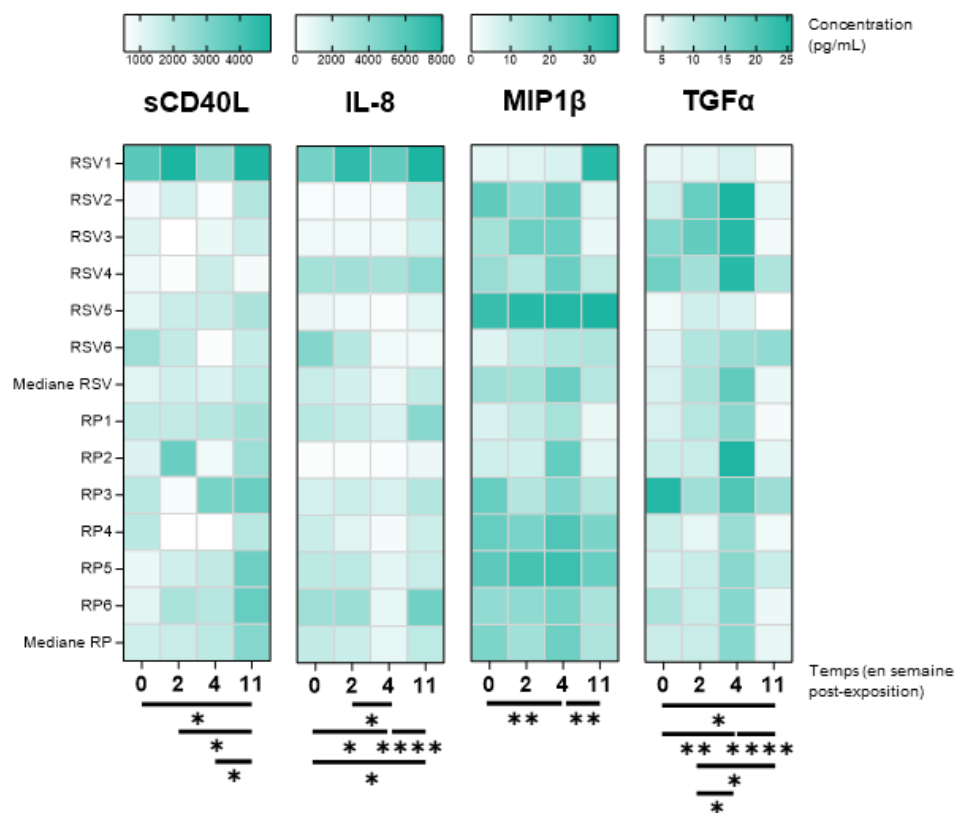 Concentration
(pg/mL)
1000 2000 3000 4000
0 2000 4000 6000 8000
0 10 20 30
5 10 15 20 25
sCD40L IL-8 MIP1β TGFα
RSV1
RSV2
RSV3
RSV4
RSV5
RSV6
Mediane RSV
RP1
RP2
RP3
RP4
RP5
RP6
Mediane RP
0 2 4 11 0 2 4 11 0 2 4 11 0 2 4 11
Temps (en semaine
post-exposition)
* * ** *
* * **** ** ****
* * *
*